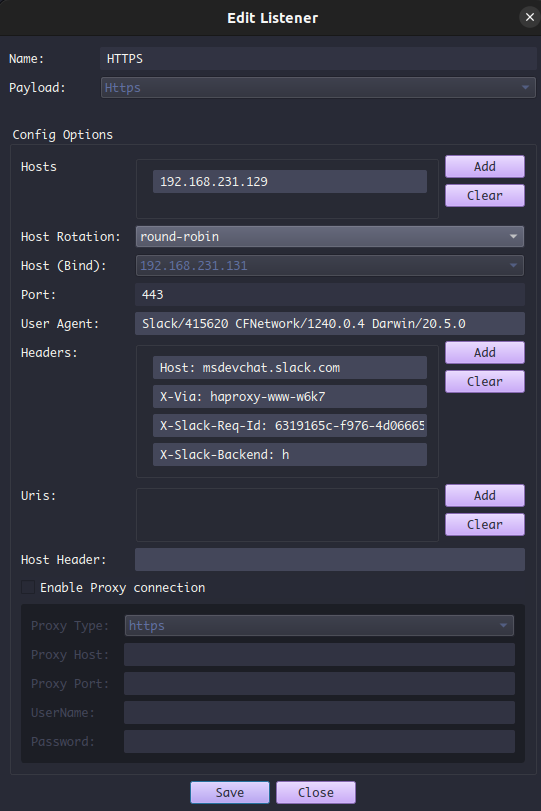 Edit Listener
Name: HTTPS
Payload: Https
Config Options
Hosts
192.168.231.129
Add
Clear
Host Rotation: round-robin
Host (Bind): 192.168.231.131
Port: 443
User Agent: Slack/415620 CFNetwork/1240.0.4 Darwin/20.5.0
Headers:
Host: msdevchat.slack.com
Add
X-Via: haproxy-www-w6k7
Clear
X-Slack-Req-Id: 6319165c-f976-4d06665
X-Slack-Backend: h
Uris:
Add
Clear
Host Header:
Enable Proxy connection
Proxy Type: https
Proxy Host:
Proxy Port:
UserName:
Password:
Save
Close